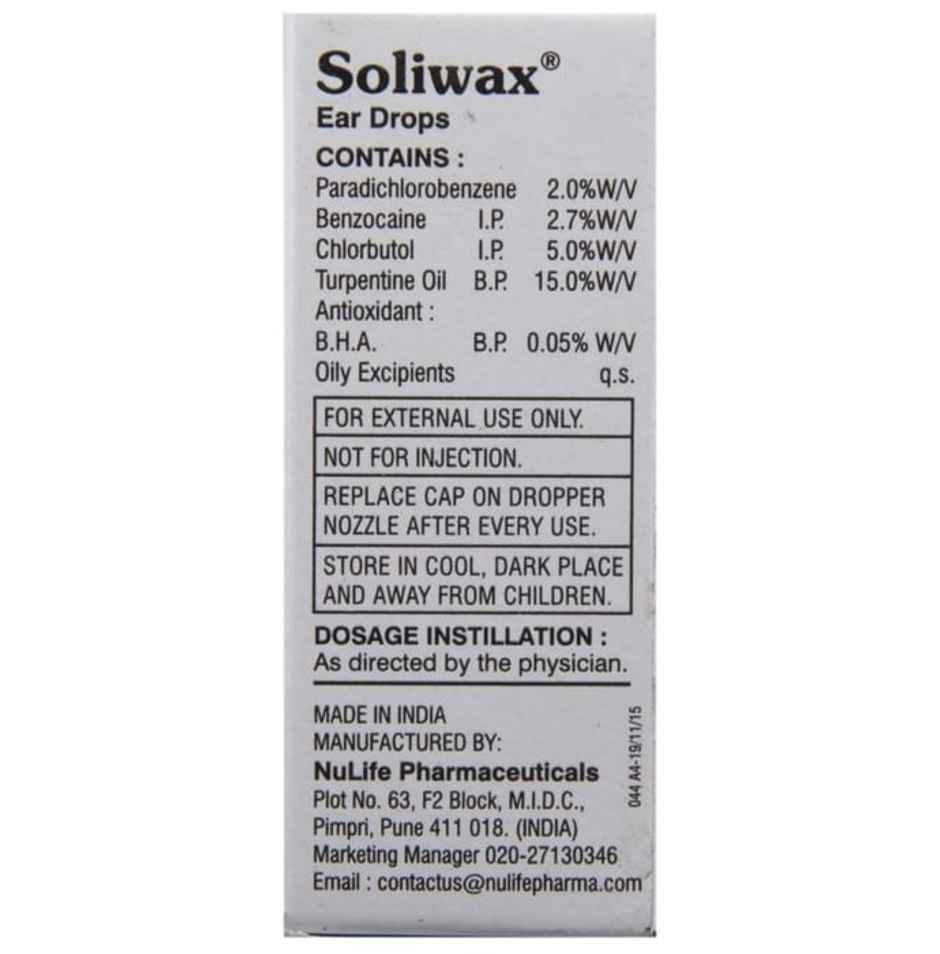 Soliwax®
Ear Drops
CONTAINS :
Paradichlorobenzene 2.0%W/V
Benzocaine I.P. 2.7%W/V
Chlorbutol I.P. 5.0%W/V
Turpentine Oil B.P. 15.0%W/V
Antioxidant :
B.H.A. B.P. 0.05% W/V
Oily Excipients q.s.
FOR EXTERNAL USE ONLY.
NOT FOR INJECTION.
REPLACE CAP ON DROPPER
NOZZLE AFTER EVERY USE.
STORE IN COOL, DARK PLACE
AND AWAY FROM CHILDREN.
DOSAGE INSTILLATION :
As directed by the physician.
MADE IN INDIA
MANUFACTURED BY:
NuLife Pharmaceuticals
Plot No. 63, F2 Block, M.I.D.C.,
Pimpri, Pune 411 018. (INDIA)
Marketing Manager 020-27130346
Email : contactus@nulifepharma.com
044 A4-19/11/15